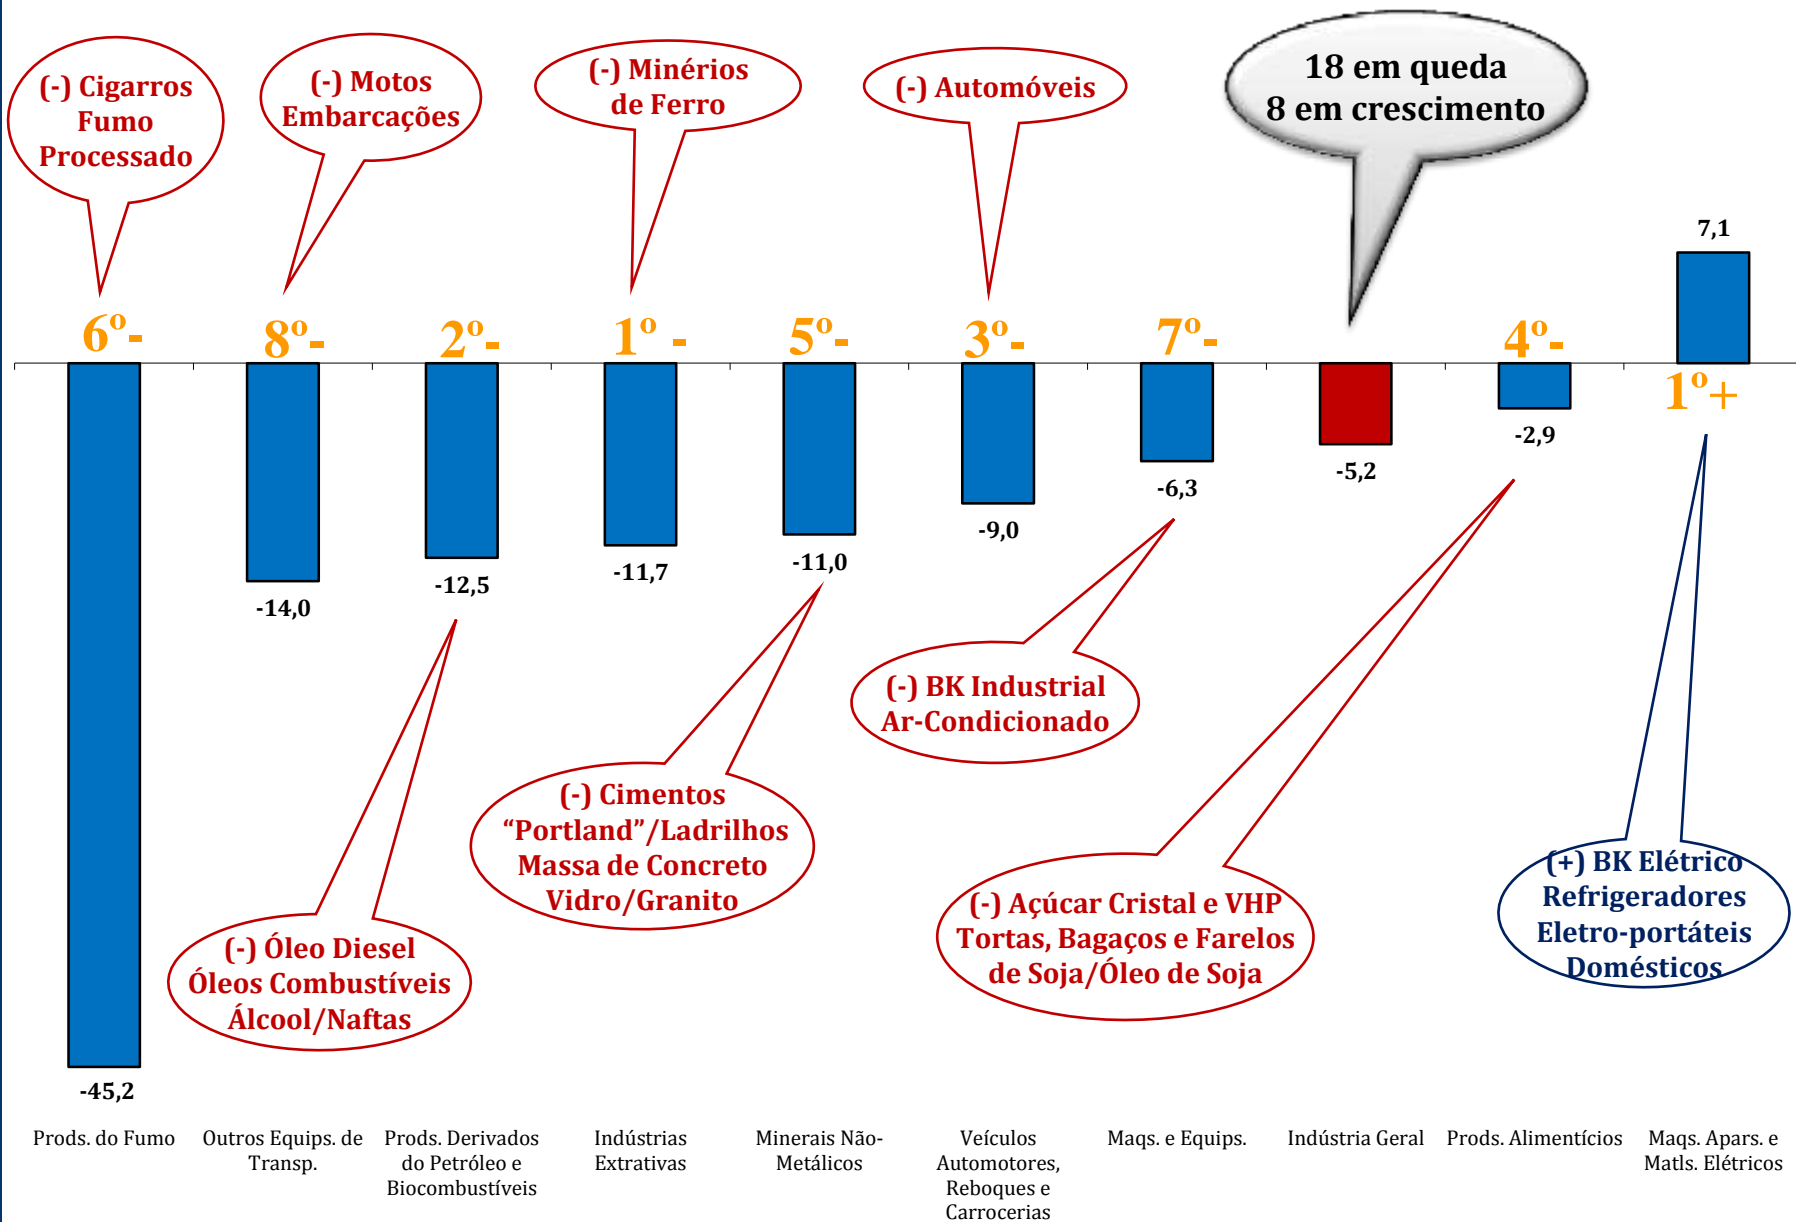 (-) Cigarros
Fumo
Processado
(-) Motos
Embarcações
(-) Minérios
de Ferro
(-) Automóveis
18 em queda
8 em crescimento
7,1
6º-
8º-
2º-
1º -
5º-
3º-
7º-
4º-
1º+
-2,9
-5,2
-6,3
-9,0
-11,0
-11,7
-12,5
-14,0
-45,2
(-) BK Industrial
Ar-Condicionado
(-) Cimentos
“Portland”/Ladrilhos
Massa de Concreto
Vidro/Granito
(-) Óleo Diesel
Óleos Combustíveis
Álcool/Naftas
(-) Açúcar Cristal e VHP
Tortas, Bagaços e Farelos
de Soja/Óleo de Soja
(+) BK Elétrico
Refrigeradores
Eletro-portáteis
Domésticos
Prods. do Fumo
Outros Equips. de
Transp.
Prods. Derivados
do Petróleo e
Biocombustíveis
Indústrias
Extrativas
Minerais Não-
Metálicos
Veículos
Automotores,
Reboques e
Carrocerias
Maqs. e Equips.
Indústria Geral
Prods. Alimentícios
Maqs. Apars. e
Matls. Elétricos